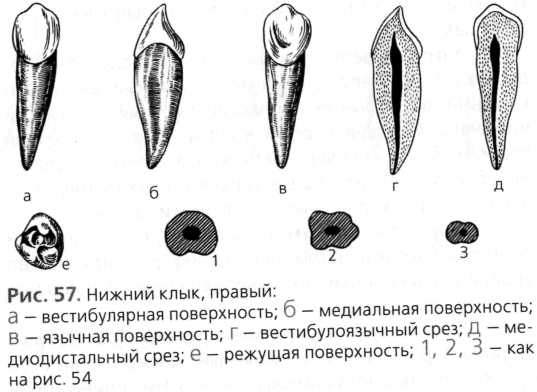 а
б
в
г
д
е
1
2
3
Рис. 57. Нижний клык, правый:
а — вестибулярная поверхность; б — медиальная поверхность;
в — язычная поверхность; г — вестибулоязычный срез; д — ме-
диодистальный срез; е — режущая поверхность; 1, 2, 3 — как
на рис. 54